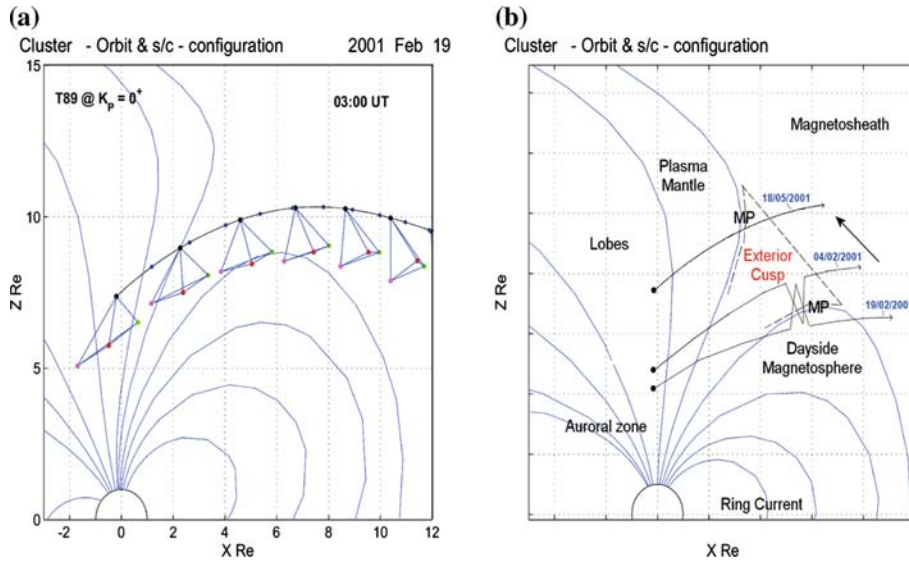 (a)
Cluster - Orbit & s/c - configuration 2001 Feb 19
15
T89 @ Kp = 0+
03:00 UT
10
5
0
Z Re
-2 0 2 4 6 8 10 12
X Re
(b)
Cluster - Orbit & s/c - configuration
Magnetosheath
Plasma
Mantle
18/05/2001
MP
Lobes
Exterior
Cusp
04/02/2001
MP
19/02/200
Dayside
Magnetosphere
Auroral zone
Ring Current
Z Re
X Re